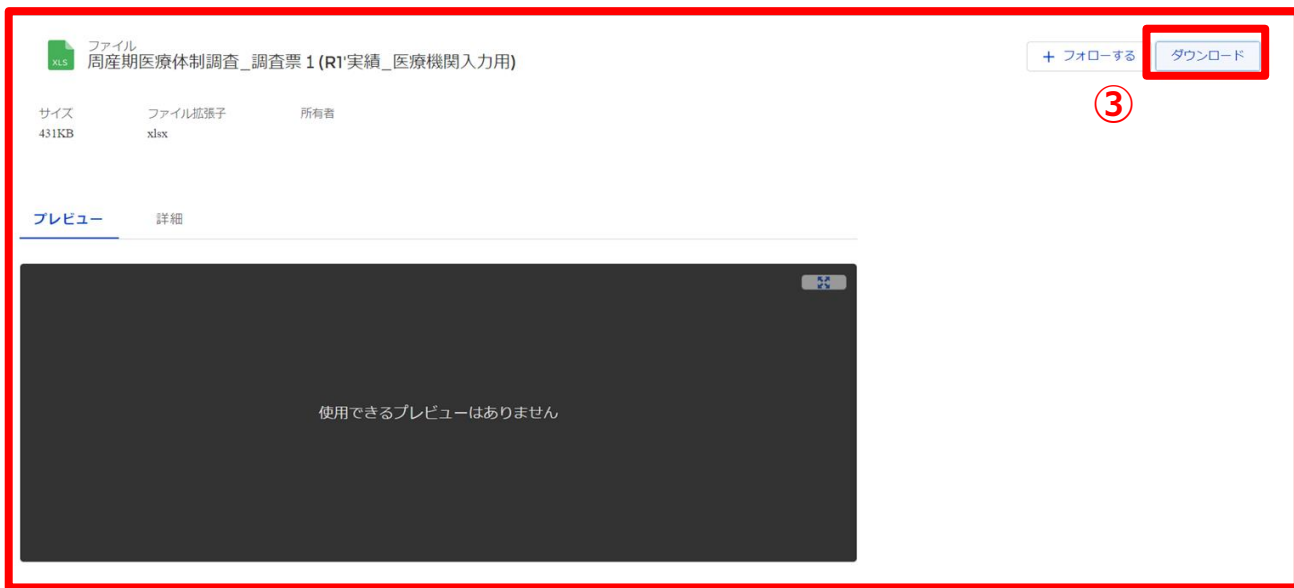 XLS
ファイル
周産期医療体制調査_調査票1(R1'実績_医療機関入力用)
+ フォローする
ダウンロード
③
サイズ ファイル拡張子 所有者
431KB xlsx
プレビュー 詳細
使用できるプレビューはありません